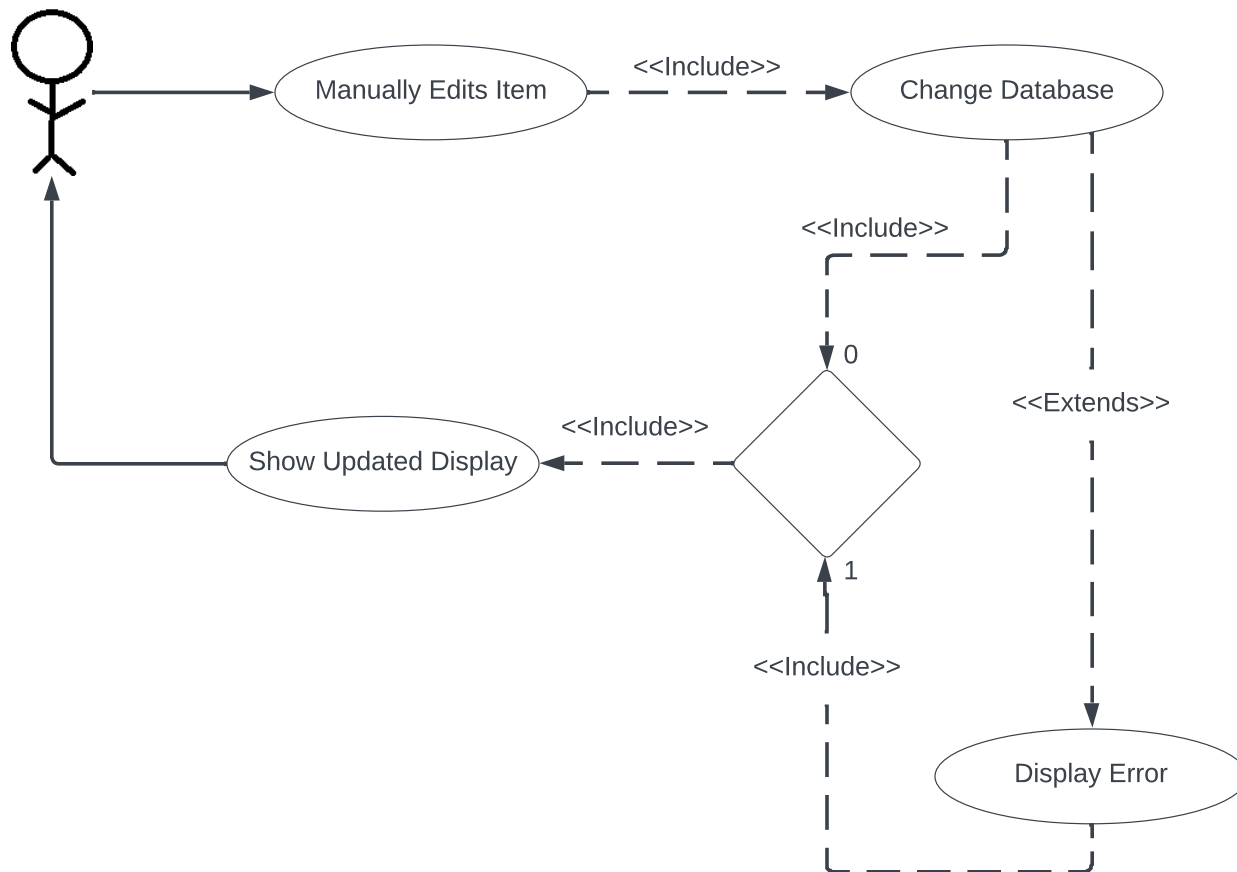 <<Include>>
Manually Edits Item
Change Database
<<Include>>
0
<<Extends>>
<<Include>>
Show Updated Display
1
<<Include>>
Display Error